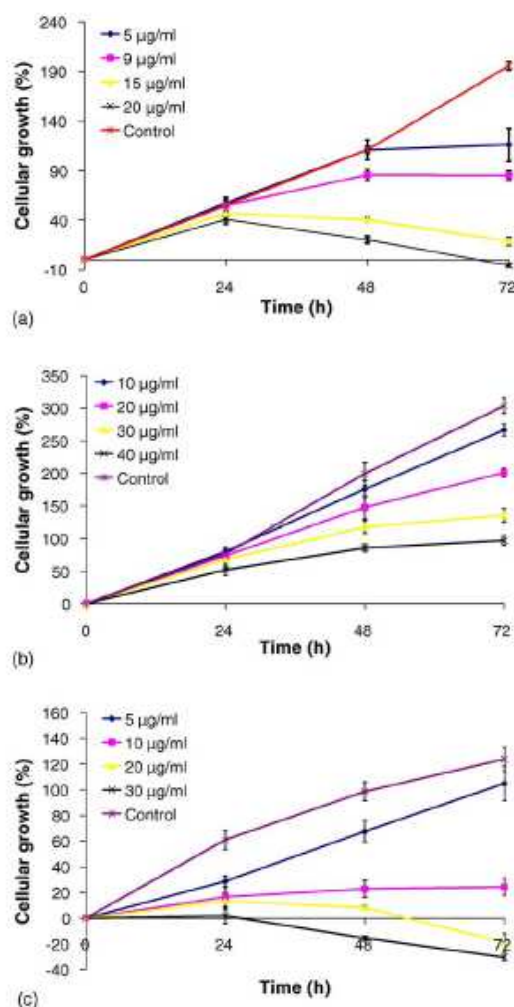 240
190
140
90
40
-10
Cellular growth (%)
5 µg/ml
9 µg/ml
15 µg/ml
20 µg/ml
Control
0 24 48 72
Time (h)
(a)
350
300
250
200
150
100
50
0
Cellular growth (%)
10 µg/ml
20 µg/ml
30 µg/ml
40 µg/ml
Control
0 24 48 72
Time (h)
(b)
160
140
120
100
80
60
40
20
0
-20
-40
Cellular growth (%)
5 µg/ml
10 µg/ml
20 µg/ml
30 µg/ml
Control
0 24 48 72
Time (h)
(c)